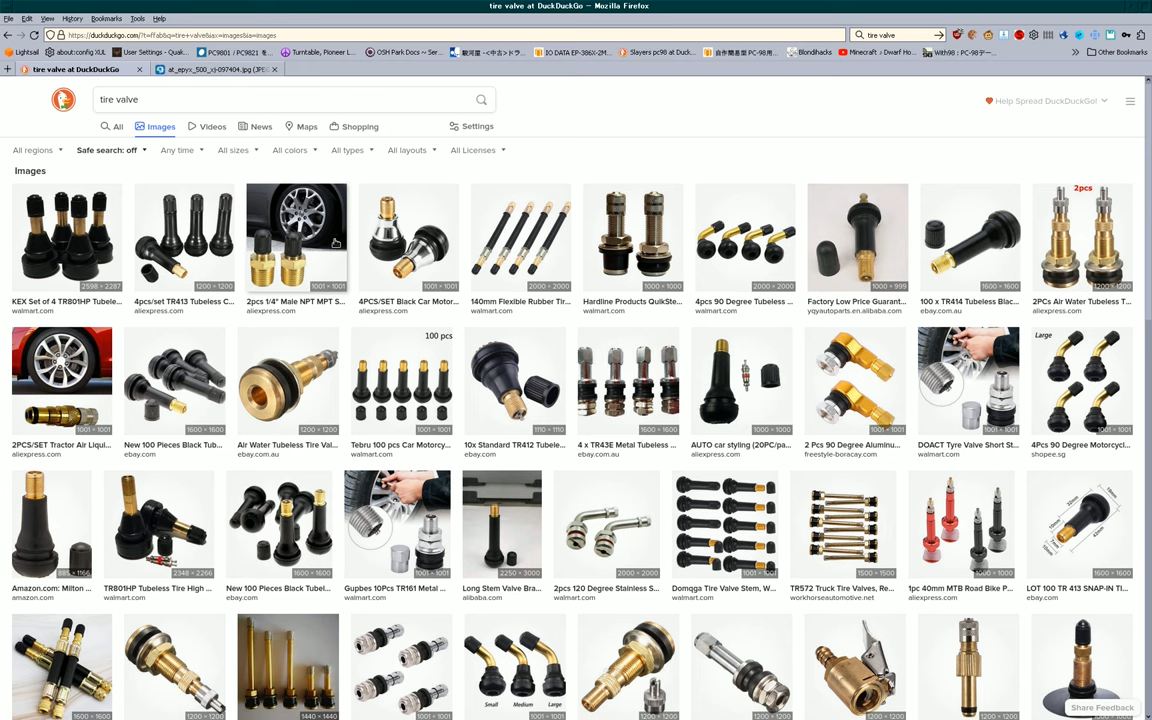 tire valve at DuckDuckGo — Mozilla Firefox
File Edit View History Bookmarks Tools Help
https://duckduckgo.com/?t=ffab&q=tire+valve&iax=images&ia=images
tire valve
Lightsail about:config XUL User Settings - Quak... PC9801 / PC9821 を... Turntable, Pioneer L... OSH Park Docs ~ Ser... 駿河屋 -<中古>ドラ... IO DATA EP-386X-2M... Slayers pc98 at Duck... 自作簡易型 PC-98用... Blondihacks Minecraft ♪ Dwarf Ho... With98 : PC-98デー... Other Bookmarks
tire valve at DuckDuckGo
at_epyx_500_xj-097404.jpg (JPE
tire valve
Help Spread DuckDuckGo!
All Images Videos News Maps Shopping Settings
All regions Safe search: off Any time All sizes All colors All types All layouts All Licenses
Images
2598 × 2287 1200 × 1200 1001 × 1001 1001 × 1001 2000 × 2000 1000 × 1000 2000 × 2000 1000 × 999 1600 × 1600 2pcs 1200 × 1200
KEX Set of 4 TR801HP Tubele... 4pcs/set TR413 Tubeless C... 2pcs 1/4" Male NPT MPT S... 4PCS/SET Black Car Motor... 140mm Flexible Rubber Tir... Hardline Products QuikSte... 4pcs 90 Degree Tubeless ... Factory Low Price Guarant... 100 x TR414 Tubeless Blac... 2PCs Air Water Tubeless T...
walmart.com aliexpress.com aliexpress.com aliexpress.com walmart.com walmart.com walmart.com yqyautoparts.en.alibaba.com ebay.com.au aliexpress.com
1001 × 1001 1600 × 1600 1200 × 1200 100 pcs 1001 × 1001 1110 × 1110 1600 × 1600 1000 × 1000 1001 × 1001 1001 × 1001 Large 1001 × 1001
2PCS/SET Tractor Air Liqui... New 100 Pieces Black Tub... Air Water Tubeless Tire Val... Tebru 100 pcs Car Motorcy... 10x Standard TR412 Tubele... 4 x TR43E Metal Tubeless ... AUTO car styling (20PC/pa... 2 Pcs 90 Degree Aluminu... DOACT Tyre Valve Short St... 4Pcs 90 Degree Motorcycl...
aliexpress.com ebay.com ebay.com walmart.com ebay.com ebay.com.au aliexpress.com freestyle-boracay.com walmart.com shopee.sg
2348 × 2266 1600 × 1600 1001 × 1001 2250 × 3000 2000 × 2000 1001 × 1001 1500 × 1500 1000 × 1000 1600 × 1600
Amazon.com: Milton ... TR801HP Tubeless Tire High ... New 100 Pieces Black Tubel... Gupbes 10Pcs TR161 Metal ... Long Stem Valve Bra... 2pcs 120 Degree Stainless S... Domqga Tire Valve Stem, W... TR572 Truck Tire Valves, Re... 1pc 40mm MTB Road Bike P... LOT 100 TR 413 SNAP-IN TI...
amazon.com walmart.com ebay.com walmart.com alibaba.com walmart.com walmart.com workhorseautomotive.net aliexpress.com ebay.com
Small Medium Large
1600 × 1600 1200 × 1200 1440 × 1440 1001 × 1001 1001 × 1001 1200 × 1200 1200 × 1200 1200 × 1200 1200 × 1200
Share Feedback